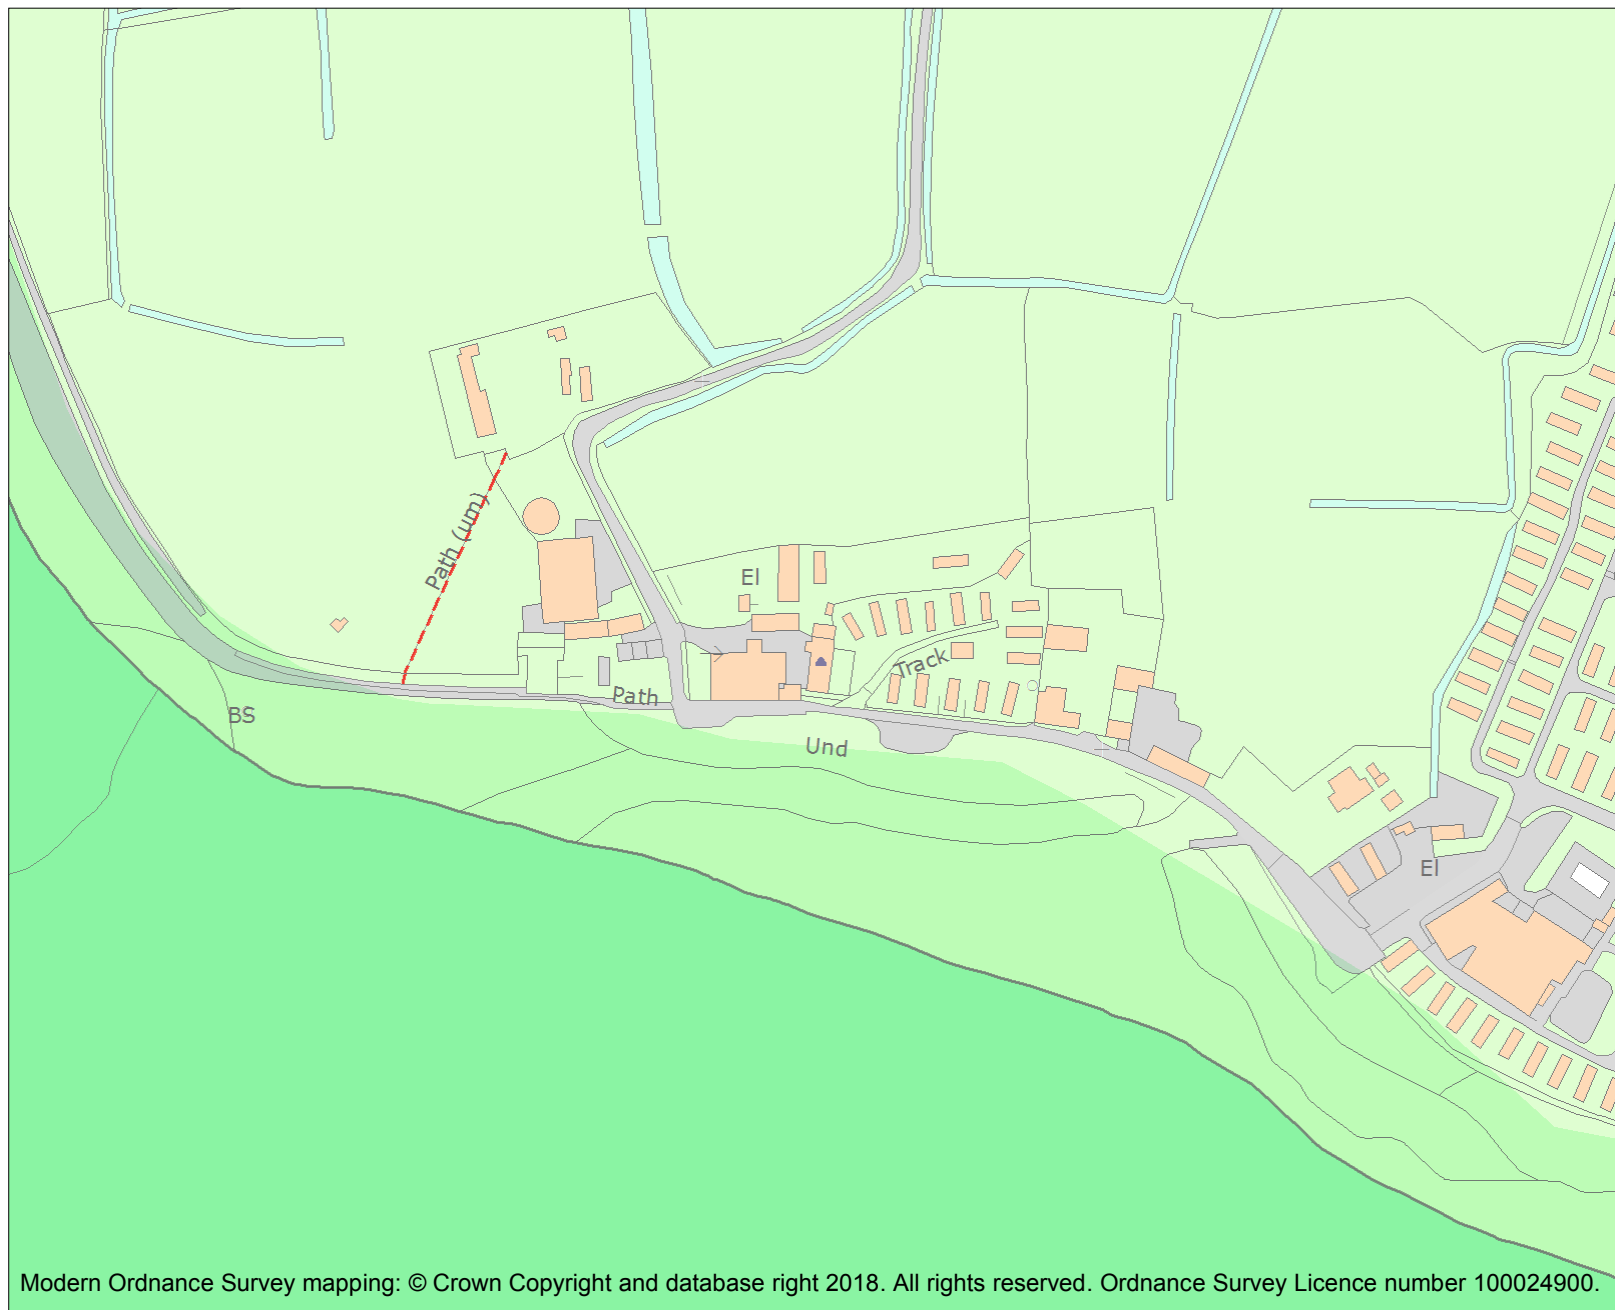 Path (um)
El
Track
Path
BS
Und
El
Modern Ordnance Survey mapping: © Crown Copyright and database right 2018. All rights reserved. Ordnance Survey Licence number 100024900.